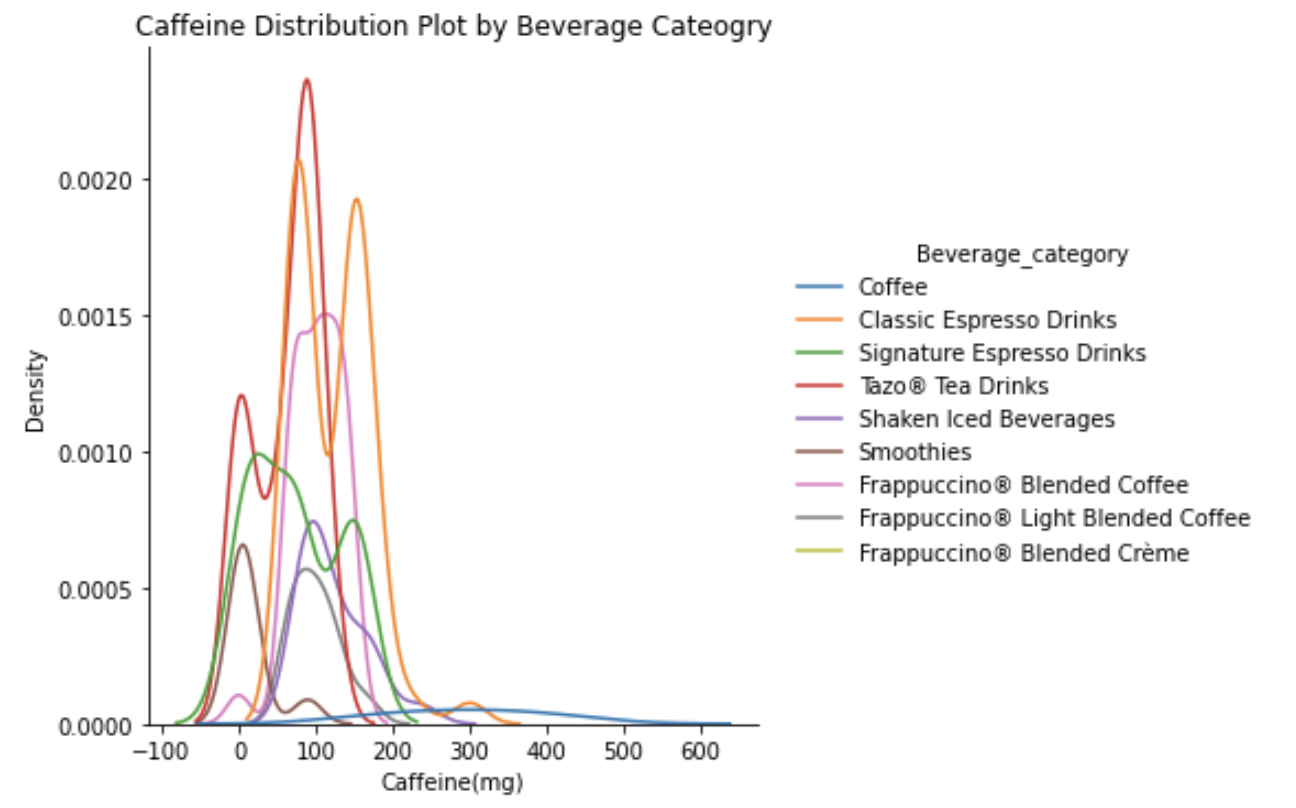 Caffeine Distribution Plot by Beverage Cateogry
0.0020
0.0015
0.0010
0.0005
0.0000
Density
−100 0 100 200 300 400 500 600
Caffeine(mg)
Beverage_category
Coffee
Classic Espresso Drinks
Signature Espresso Drinks
Tazo® Tea Drinks
Shaken Iced Beverages
Smoothies
Frappuccino® Blended Coffee
Frappuccino® Light Blended Coffee
Frappuccino® Blended Crème